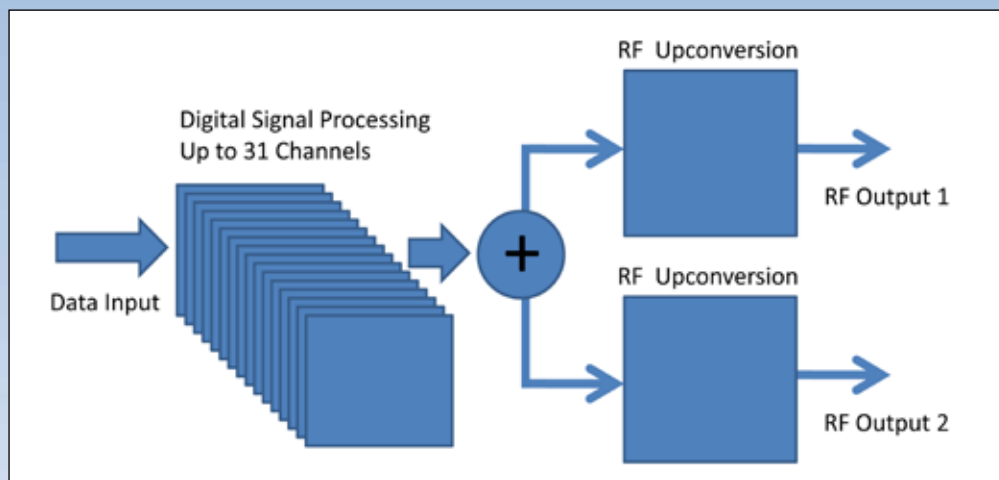 RF Upconversion
Digital Signal Processing
Up to 31 Channels
RF Output 1
+
RF Upconversion
Data Input
RF Output 2